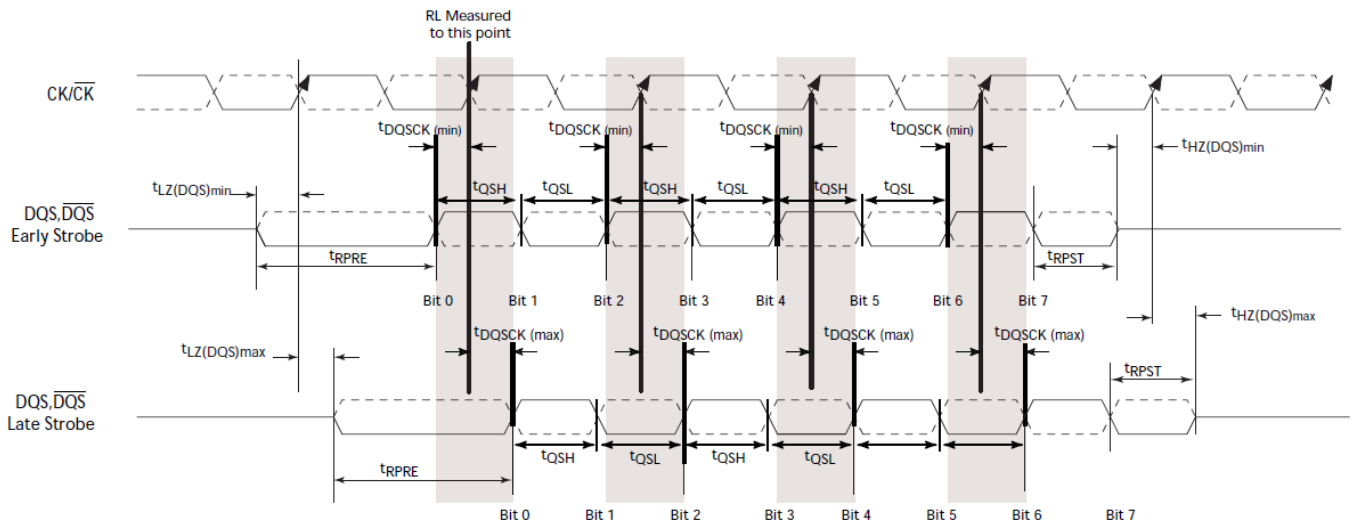 RL Measured
to this point
CK/C̅K̅
tDQSCK (min) tDQSCK (min) tDQSCK (min) tDQSCK (min)
tHZ(DQS)min
tLZ(DQS)min
tQSH tQSL tQSH tQSL tQSH tQSL
DQS,D̅Q̅S̅
Early Strobe
tRPRE
tRPST
Bit 0 Bit 1 Bit 2 Bit 3 Bit 4 Bit 5 Bit 6 Bit 7
tHZ(DQS)max
tDQSCK (max) tDQSCK (max) tDQSCK (max) tDQSCK (max)
tLZ(DQS)max
tRPST
DQS,D̅Q̅S̅
Late Strobe
tQSH tQSL tQSH tQSL
tRPRE
Bit 0 Bit 1 Bit 2 Bit 3 Bit 4 Bit 5 Bit 6 Bit 7